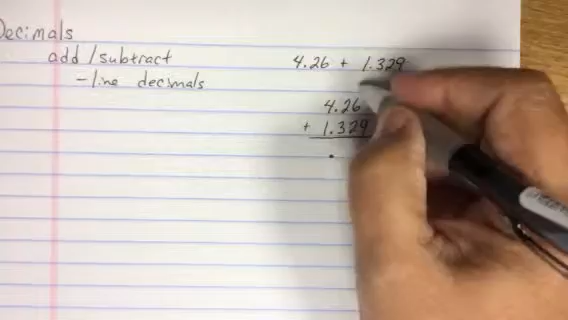 Decimals
add/subtract
4.26 + 1.329
-line decimals
4.26
+ 1.329
.